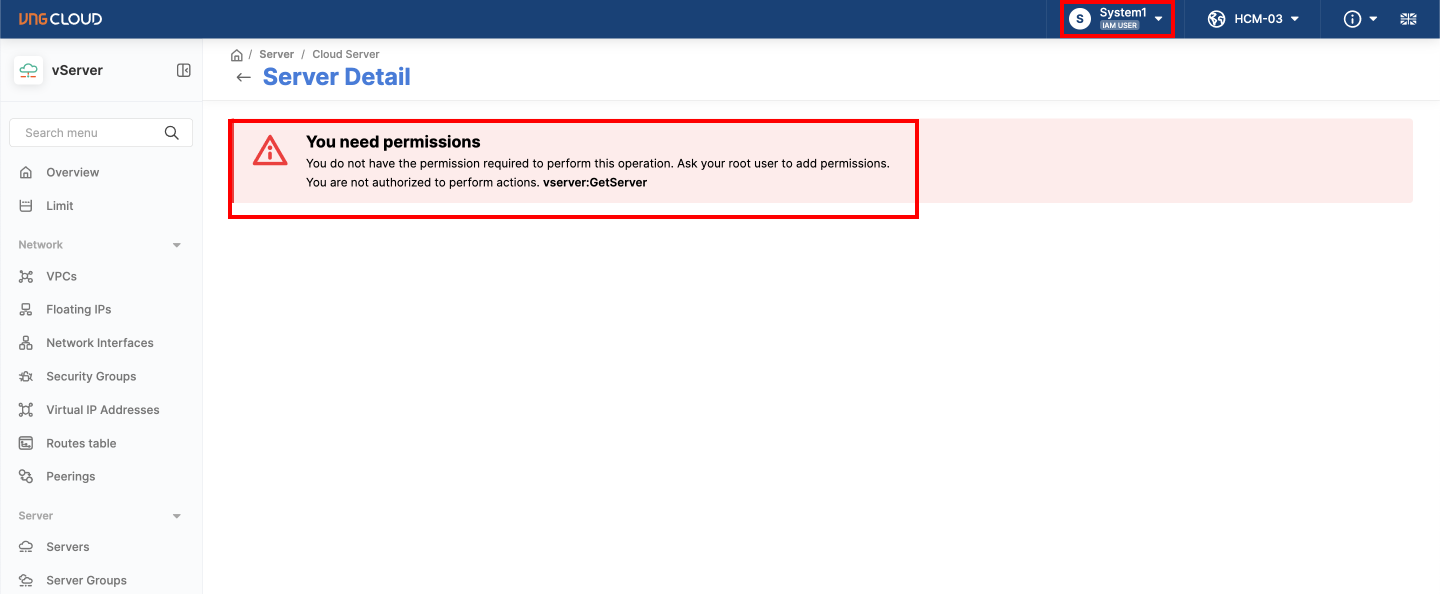 VNG CLOUD
S
System1
IAM USER
HCM-03
vServer
Search menu
Overview
Limit
Network
VPCs
Floating IPs
Network Interfaces
Security Groups
Virtual IP Addresses
Routes table
Peerings
Server
Servers
Server Groups
/ Server / Cloud Server
← Server Detail
You need permissions
You do not have the permission required to perform this operation. Ask your root user to add permissions.
You are not authorized to perform actions. vserver:GetServer